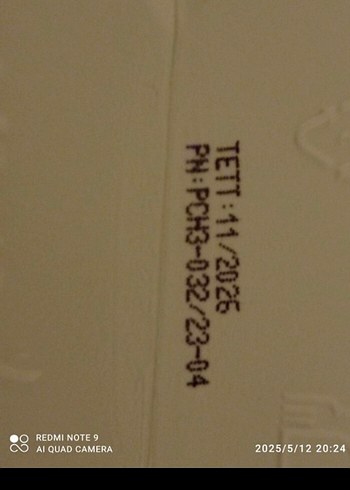 TETT:11/2026
PN:PCH3-032/23-04
REDMI NOTE 9
AI QUAD CAMERA
2025/5/12 20:24